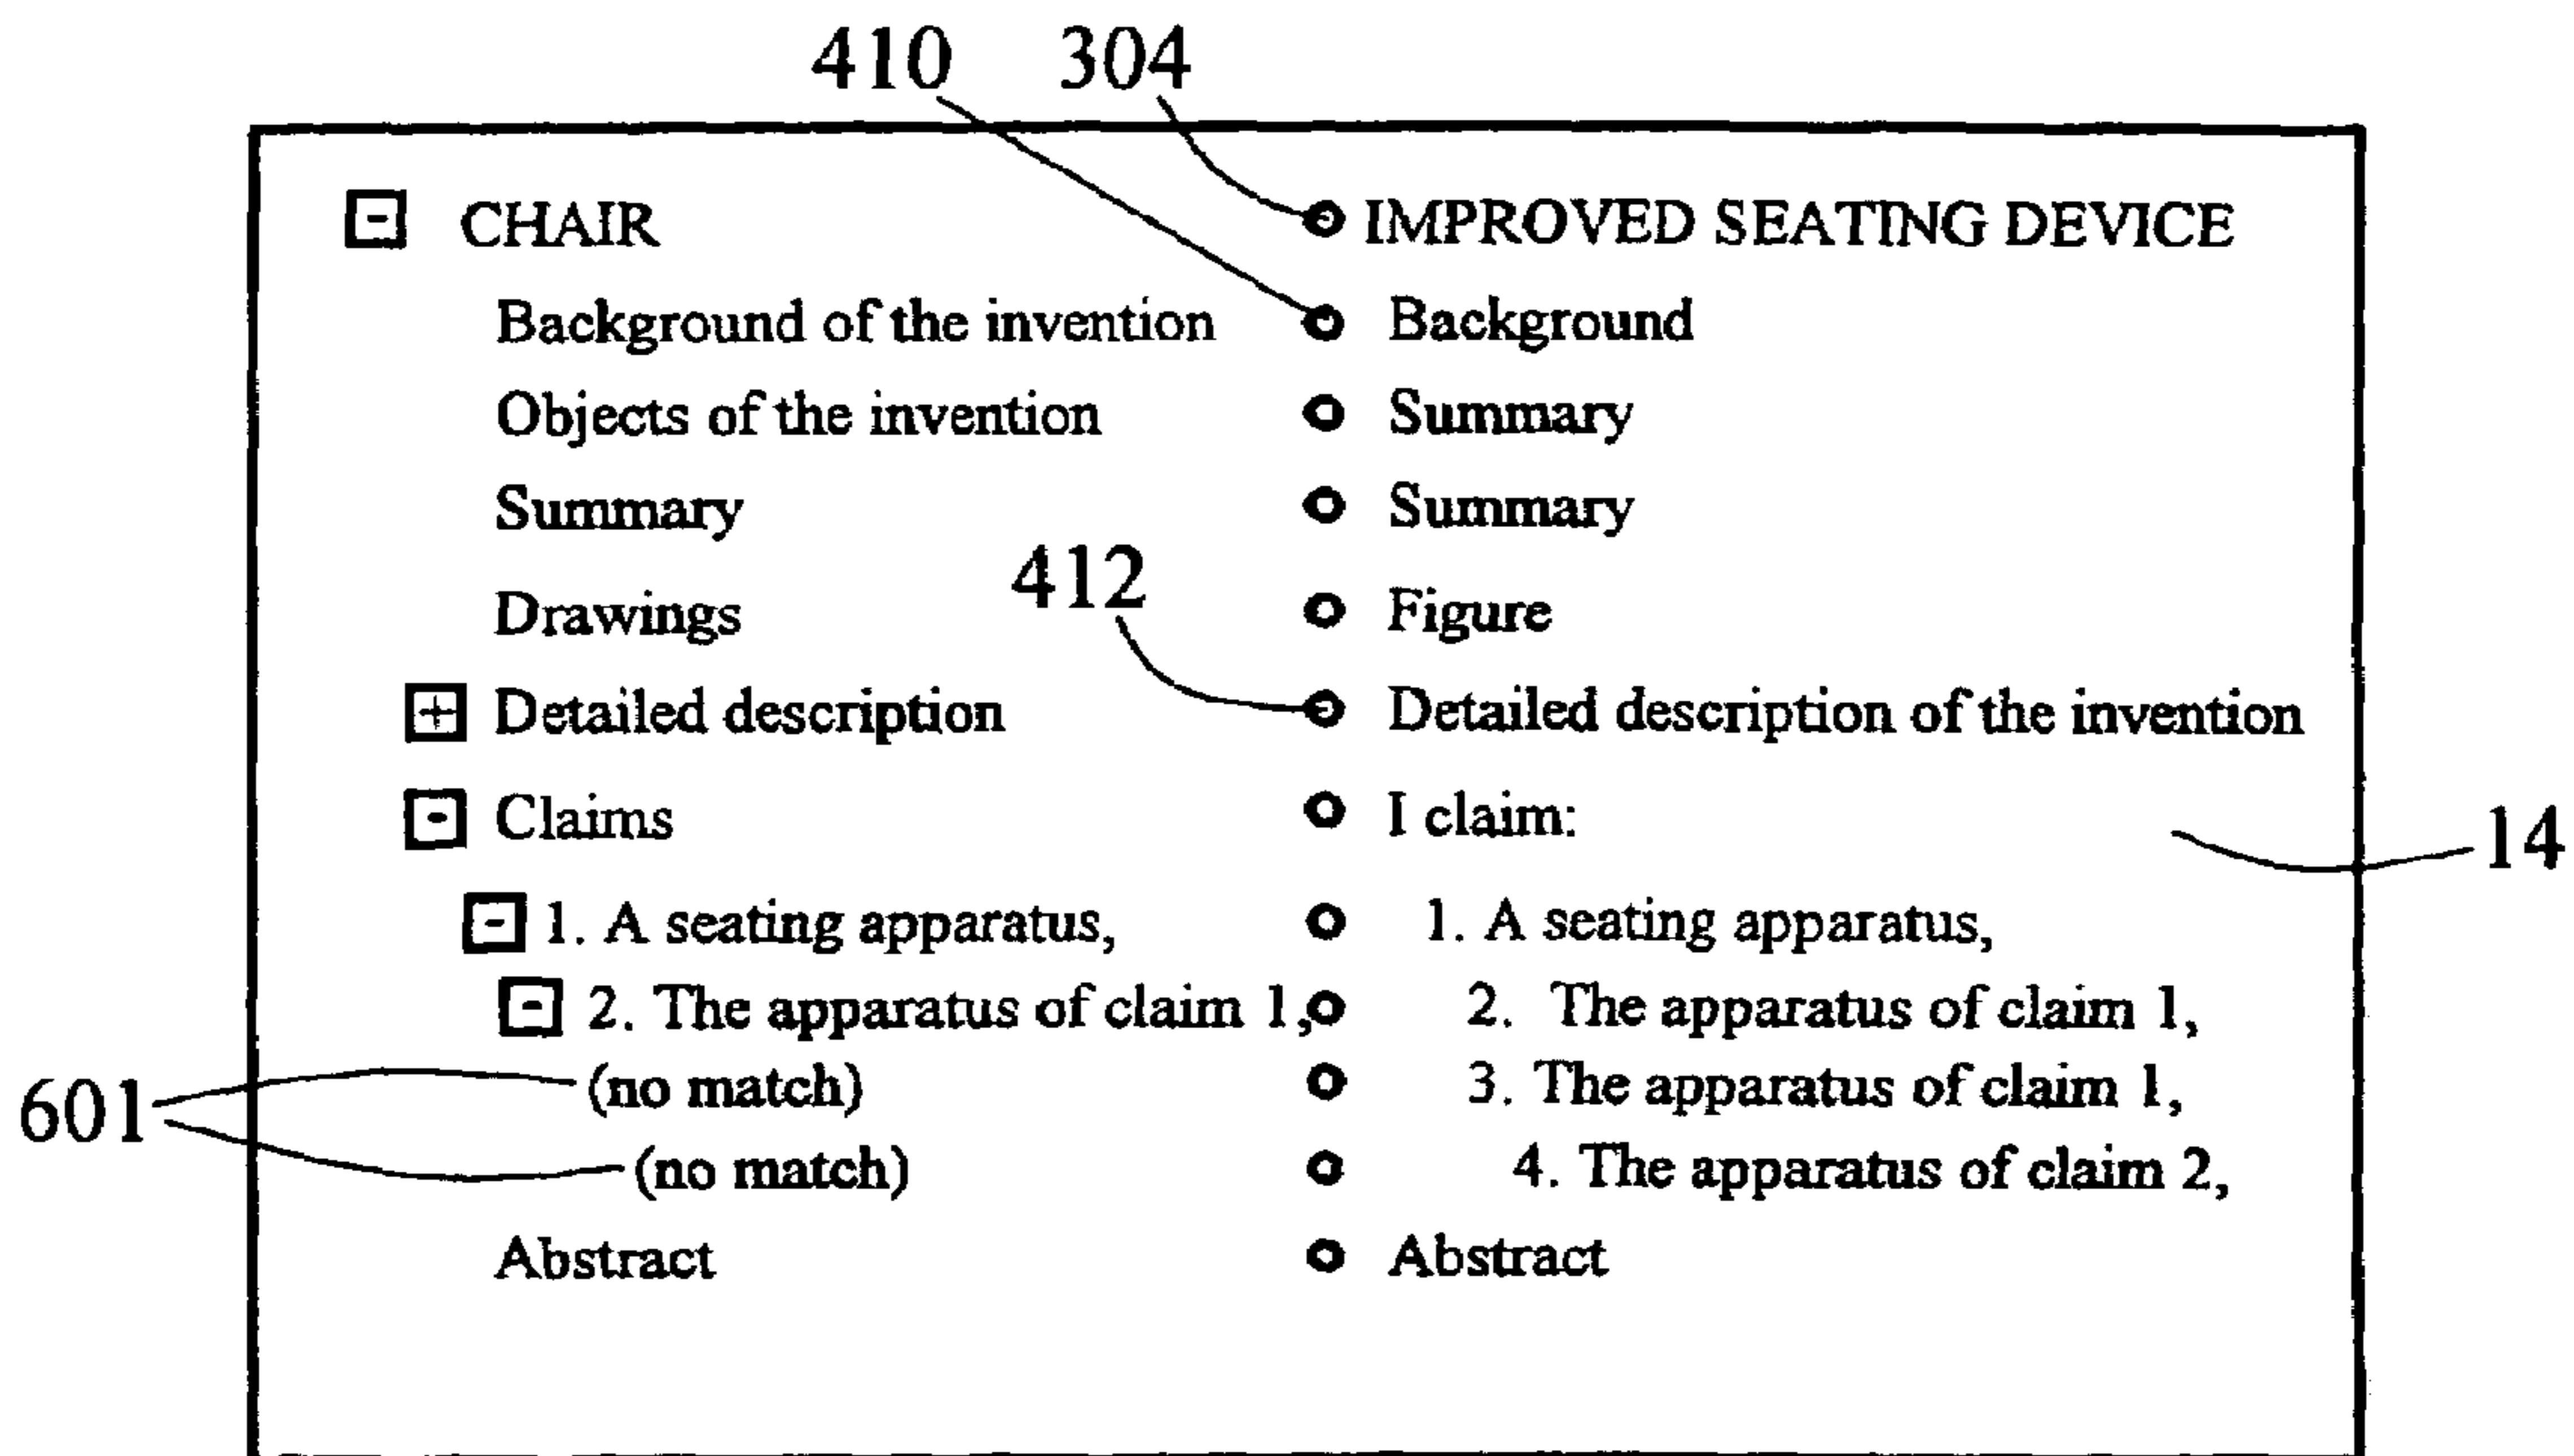 410 304
CHAIR IMPROVED SEATING DEVICE
Background of the invention Background
Objects of the invention Summary
Summary Summary
412
Drawings Figure
Detailed description Detailed description of the invention
Claims I claim:
14
1. A seating apparatus, 1. A seating apparatus,
2. The apparatus of claim 1, 2. The apparatus of claim 1,
601
(no match) 3. The apparatus of claim 1,
(no match) 4. The apparatus of claim 2,
Abstract Abstract